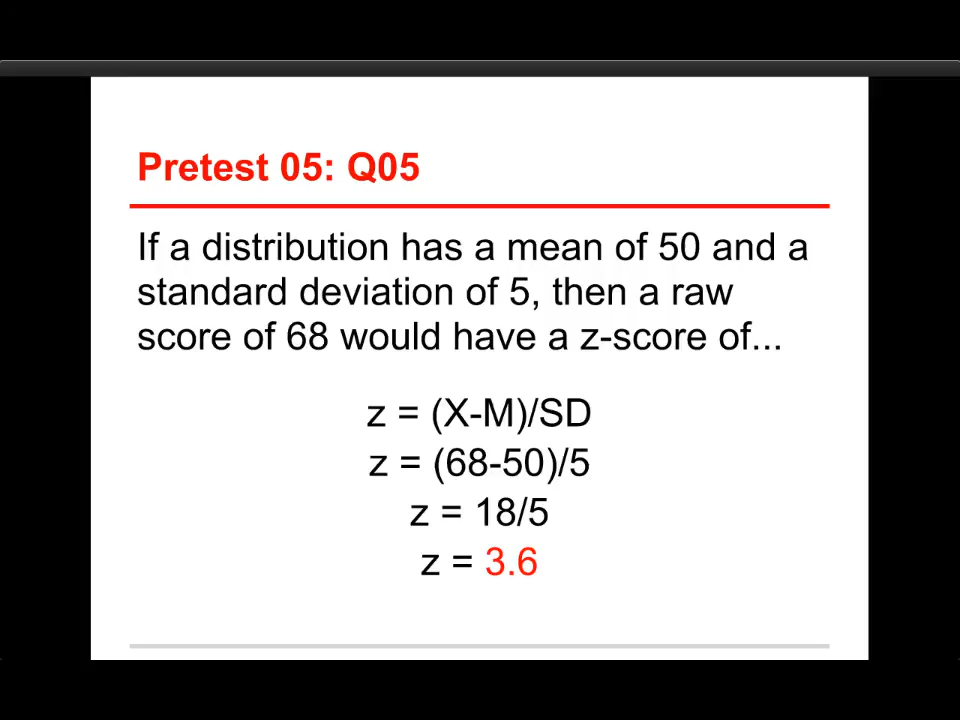 Pretest 05: Q05
If a distribution has a mean of 50 and a
standard deviation of 5, then a raw
score of 68 would have a z-score of...
z = (X-M)/SD
z = (68-50)/5
z = 18/5
z = 3.6